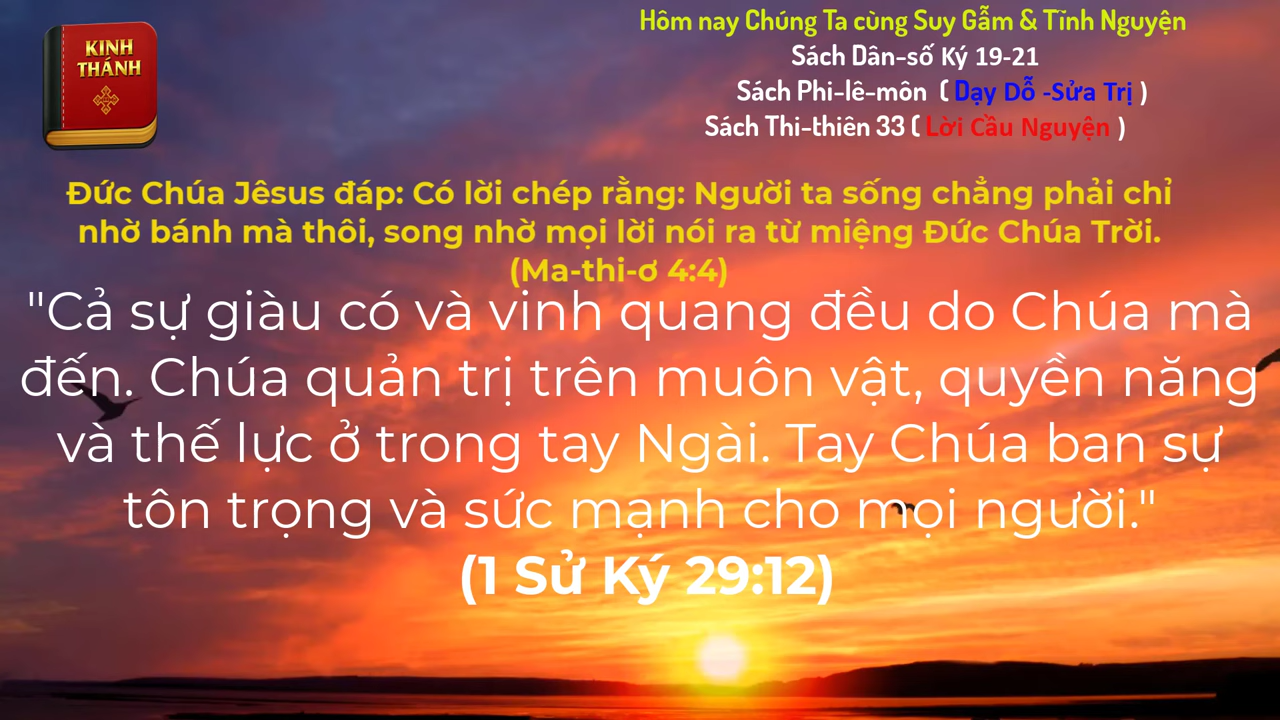 KINH
THÁNH
Hôm nay Chúng Ta cùng Suy Gẫm & Tĩnh Nguyện
Sách Dân-số Ký 19-21
Sách Phi-lê-môn ( Dạy Dỗ -Sửa Trị )
Sách Thi-thiên 33 ( Lời Cầu Nguyện )
Đức Chúa Jêsus đáp: Có lời chép rằng: Người ta sống chẳng phải chỉ
nhờ bánh mà thôi, song nhờ mọi lời nói ra từ miệng Đức Chúa Trời.
(Ma-thi-ơ 4:4)
"Cả sự giàu có và vinh quang đều do Chúa mà
đến. Chúa quản trị trên muôn vật, quyền năng
và thế lực ở trong tay Ngài. Tay Chúa ban sự
tôn trọng và sức mạnh cho mọi người."
(1 Sử Ký 29:12)